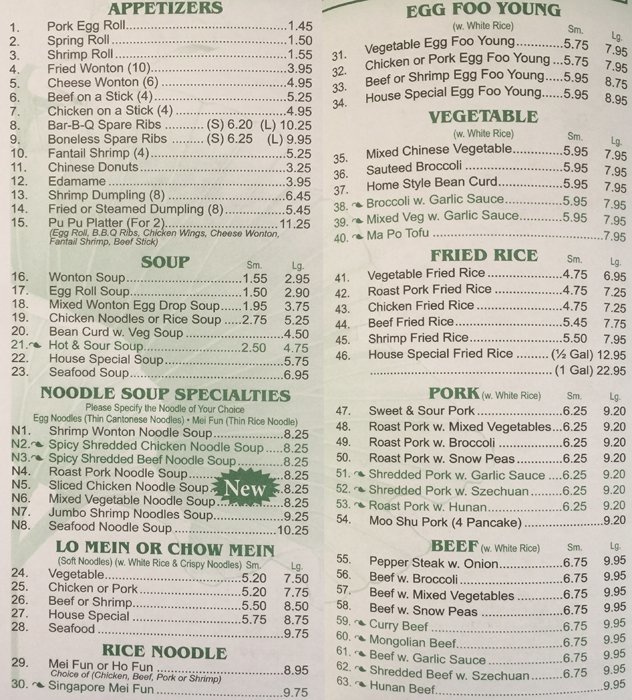 APPETIZERS
1. Pork Egg Roll 1.45
2. Spring Roll 1.50
3. Shrimp Roll 1.55
4. Fried Wonton (10) 3.95
5. Cheese Wonton (6) 4.95
6. Beef on a Stick (4) 5.25
7. Chicken on a Stick (4) 4.95
8. Bar-B-Q Spare Ribs (S) 6.20 (L) 10.25
9. Boneless Spare Ribs (S) 6.25 (L) 9.95
10. Fantail Shrimp (4) 5.25
11. Chinese Donuts 3.25
12. Edamame 3.95
13. Shrimp Dumpling (8) 6.45
14. Fried or Steamed Dumpling (8) 5.45
15. Pu Pu Platter (For 2) 11.25
(Egg Roll, B.B.Q Ribs, Chicken Wings, Cheese Wonton,
Fantail Shrimp, Beef Stick)
SOUP Sm. Lg.
16. Wonton Soup 1.55 2.95
17. Egg Roll Soup 1.50 2.90
18. Mixed Wonton Egg Drop Soup 1.95 3.75
19. Chicken Noodles or Rice Soup 2.75 5.25
20. Bean Curd w. Veg Soup 4.50
21. Hot & Sour Soup 2.50 4.75
22. House Special Soup 5.75
23. Seafood Soup 6.95
NOODLE SOUP SPECIALTIES
Please Specify the Noodle of Your Choice
Egg Noodles (Thin Cantonese Noodles) • Mei Fun (Thin Rice Noodle)
N1. Shrimp Wonton Noodle Soup 8.25
N2. Spicy Shredded Chicken Noodle Soup 8.25
N3. Spicy Shredded Beef Noodle Soup 8.25
N4. Roast Pork Noodle Soup 8.25
N5. Sliced Chicken Noodle Soup 8.25
New
N6. Mixed Vegetable Noodle Soup 8.25
N7. Jumbo Shrimp Noodles Soup 9.25
N8. Seafood Noodle Soup 10.25
LO MEIN OR CHOW MEIN
(Soft Noodles) (w. White Rice & Crispy Noodles) Sm. Lg.
24. Vegetable 5.20 7.50
25. Chicken or Pork 5.20 7.75
26. Beef or Shrimp 5.50 8.50
27. House Special 5.75 8.75
28. Seafood 9.75
RICE NOODLE
29. Mei Fun or Ho Fun 8.95
Choice of (Chicken, Beef, Pork or Shrimp)
30. Singapore Mei Fun 9.75
EGG FOO YOUNG
(w. White Rice) Sm. Lg.
31. Vegetable Egg Foo Young 5.75 7.95
32. Chicken or Pork Egg Foo Young 5.75 7.95
33. Beef or Shrimp Egg Foo Young 5.95 8.75
34. House Special Egg Foo Young 5.95 8.95
VEGETABLE
(w. White Rice) Sm. Lg.
35. Mixed Chinese Vegetable 5.95 7.95
36. Sauteed Broccoli 5.95 7.95
37. Home Style Bean Curd 5.95 7.95
38. Broccoli w. Garlic Sauce 5.95 7.95
39. Mixed Veg w. Garlic Sauce 5.95 7.95
40. Ma Po Tofu 7.95
FRIED RICE Sm. Lg.
41. Vegetable Fried Rice 4.75 6.95
42. Roast Pork Fried Rice 4.75 7.25
43. Chicken Fried Rice 4.75 7.25
44. Beef Fried Rice 5.45 7.75
45. Shrimp Fried Rice 5.50 7.95
46. House Special Fried Rice (½ Gal) 12.95
(1 Gal) 22.95
PORK (w. White Rice) Sm. Lg.
47. Sweet & Sour Pork 6.25 9.20
48. Roast Pork w. Mixed Vegetables 6.25 9.20
49. Roast Pork w. Broccoli 6.25 9.20
50. Roast Pork w. Snow Peas 6.25 9.20
51. Shredded Pork w. Garlic Sauce 6.25 9.20
52. Shredded Pork w. Szechuan 6.25 9.20
53. Roast Pork w. Hunan 6.25 9.20
54. Moo Shu Pork (4 Pancake) 9.20
BEEF (w. White Rice) Sm. Lg.
55. Pepper Steak w. Onion 6.75 9.95
56. Beef w. Broccoli 6.75 9.95
57. Beef w. Mixed Vegetables 6.75 9.95
58. Beef w. Snow Peas 6.75 9.95
59. Curry Beef 6.75 9.95
60. Mongolian Beef 6.75 9.95
61. Beef w. Garlic Sauce 6.75 9.95
62. Shredded Beef w. Szechuan 6.75 9.95
63. Hunan Beef 9.95